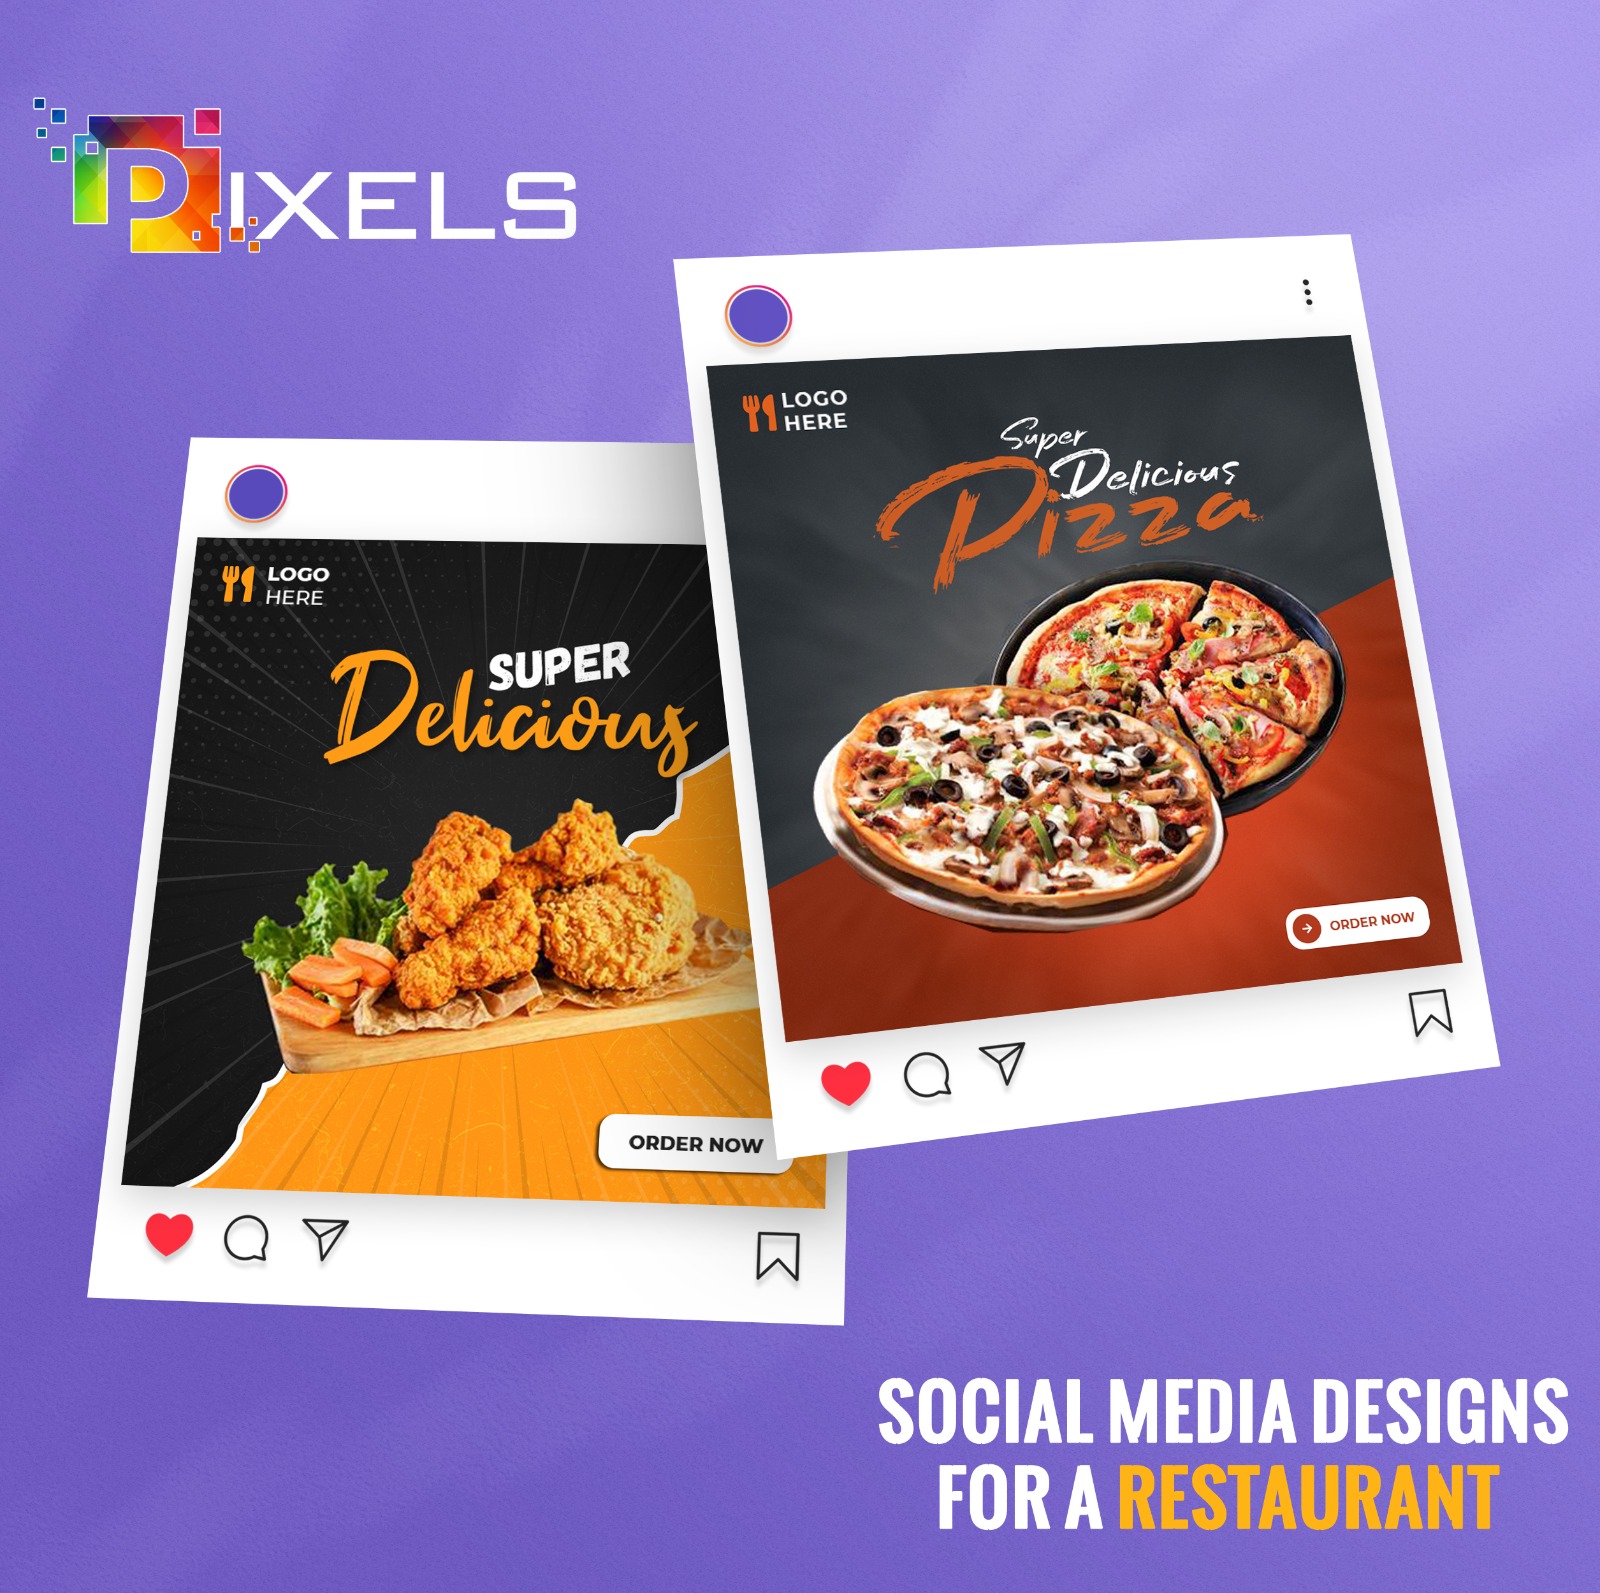 PIXELS
LOGO
HERE
Super
Delicious
Pizza
ORDER NOW
LOGO
HERE
SUPER
Delicious
ORDER NOW
SOCIAL MEDIA DESIGNS
FOR A RESTAURANT